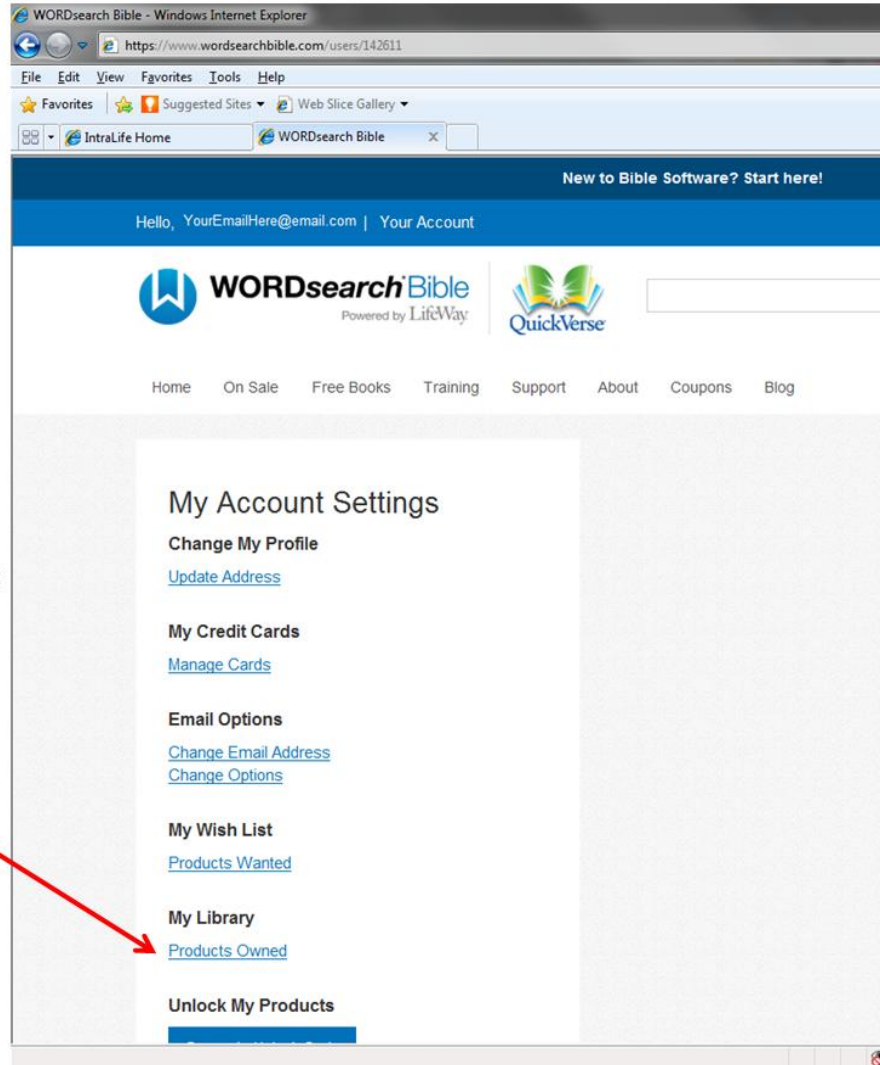 WORDsearch Bible - Windows Internet Explorer
https://www.wordsearchbible.com/users/142611
File Edit View Favorites Tools Help
Favorites Suggested Sites Web Slice Gallery
IntraLife Home WORDsearch Bible X
New to Bible Software? Start here!
Hello, YourEmailHere@email.com | Your Account
WORDsearch Bible
Powered by LifeWay
QuickVerse
Home On Sale Free Books Training Support About Coupons Blog
My Account Settings
Change My Profile
Update Address
My Credit Cards
Manage Cards
Email Options
Change Email Address
Change Options
My Wish List
Products Wanted
My Library
Products Owned
Unlock My Products